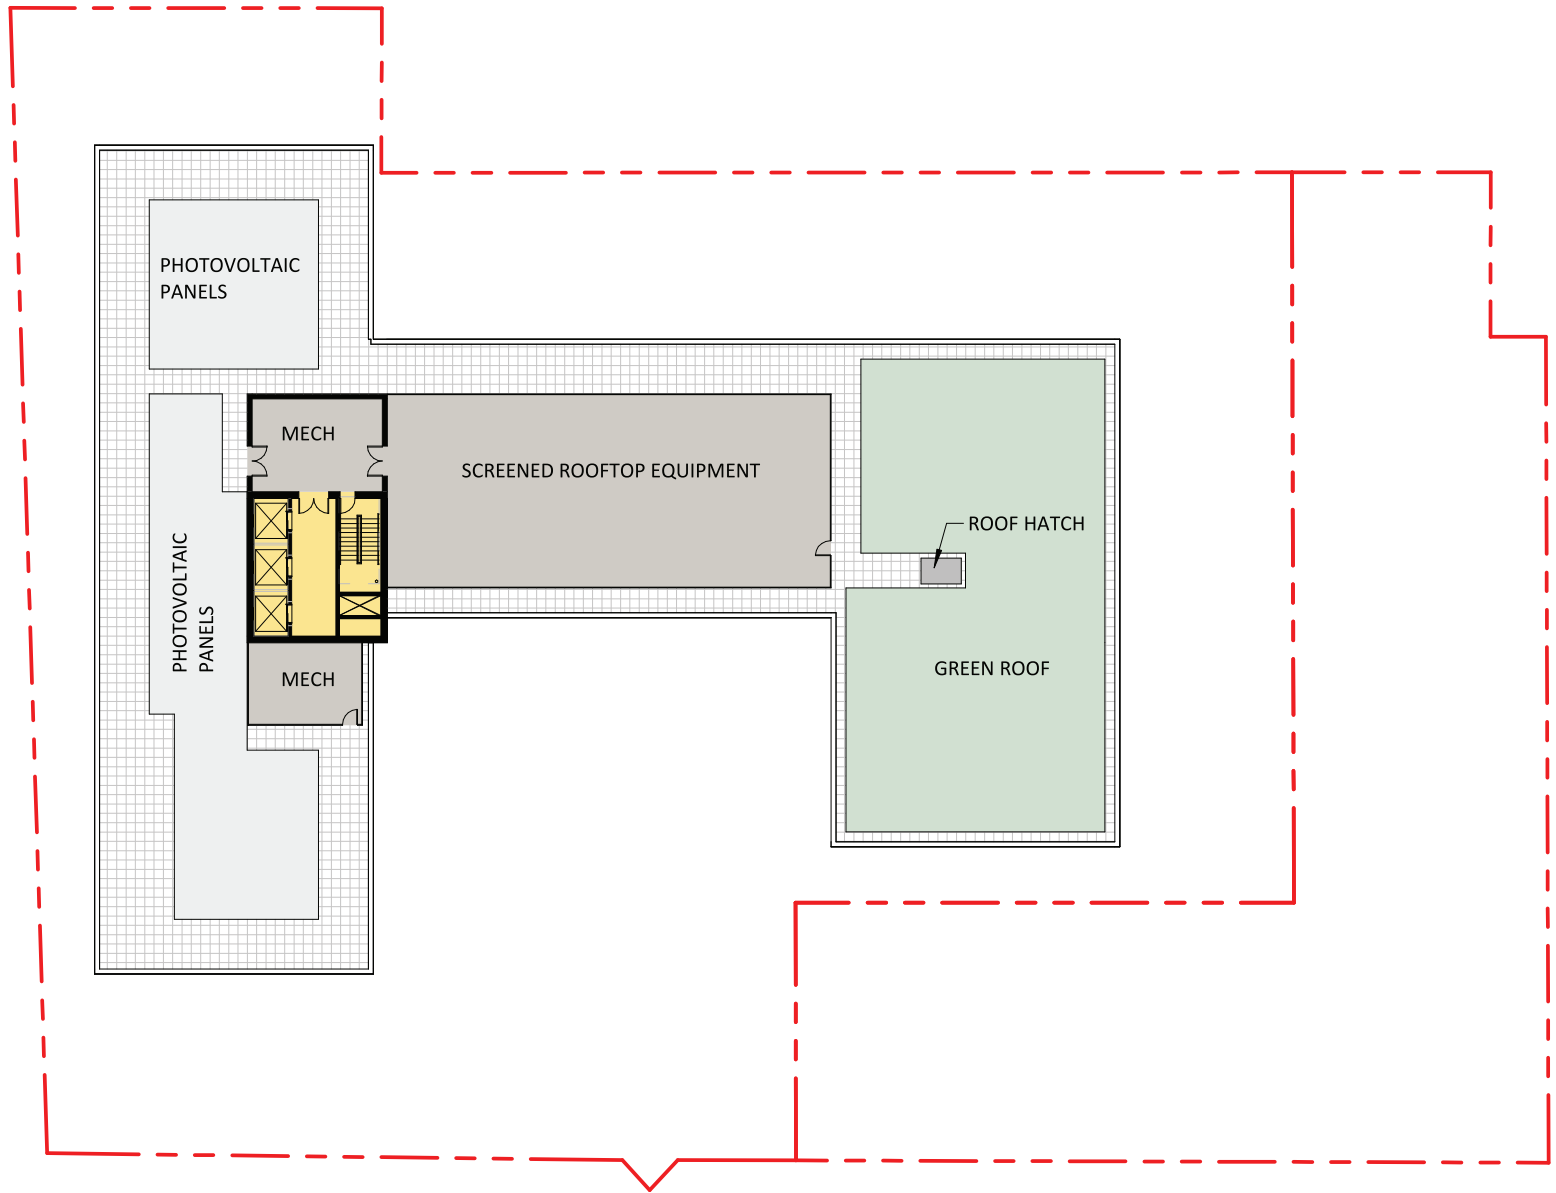 PHOTOVOLTAIC
PANELS
MECH
SCREENED ROOFTOP EQUIPMENT
ROOF HATCH
PHOTOVOLTAIC
PANELS
GREEN ROOF
MECH